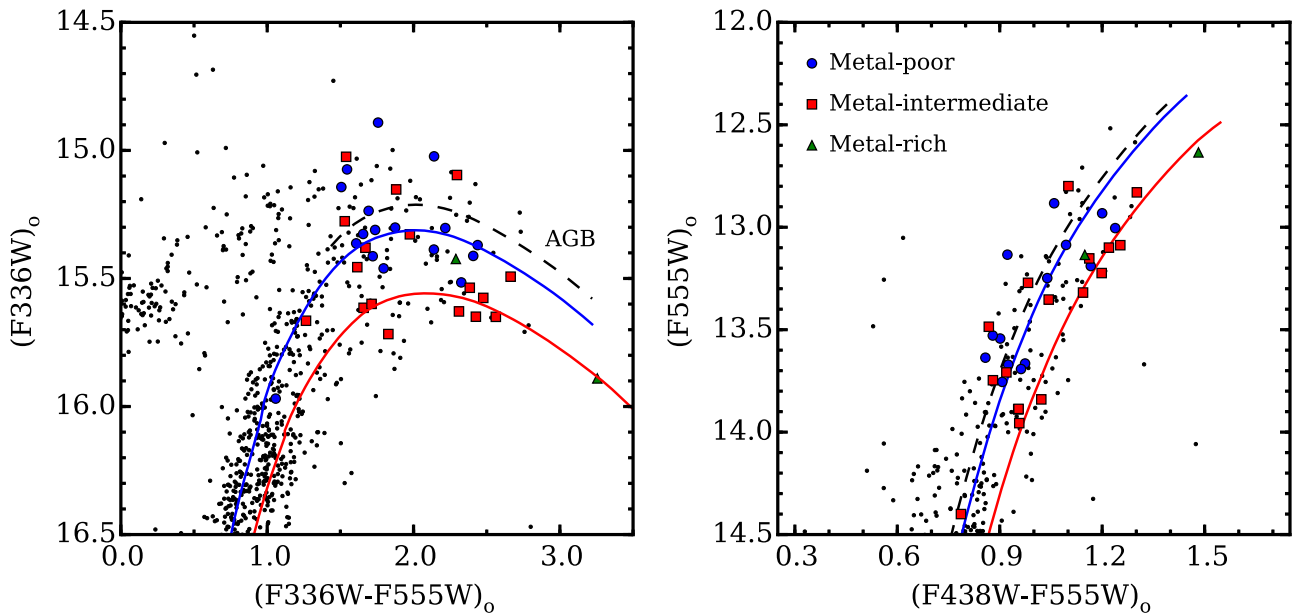 14.5
15.0
15.5
16.0
16.5
(F336W)o
0.0 1.0 2.0 3.0
(F336W-F555W)o
AGB
12.0
12.5
13.0
13.5
14.0
14.5
(F555W)o
0.3 0.6 0.9 1.2 1.5
(F438W-F555W)o
Metal-poor
Metal-intermediate
Metal-rich